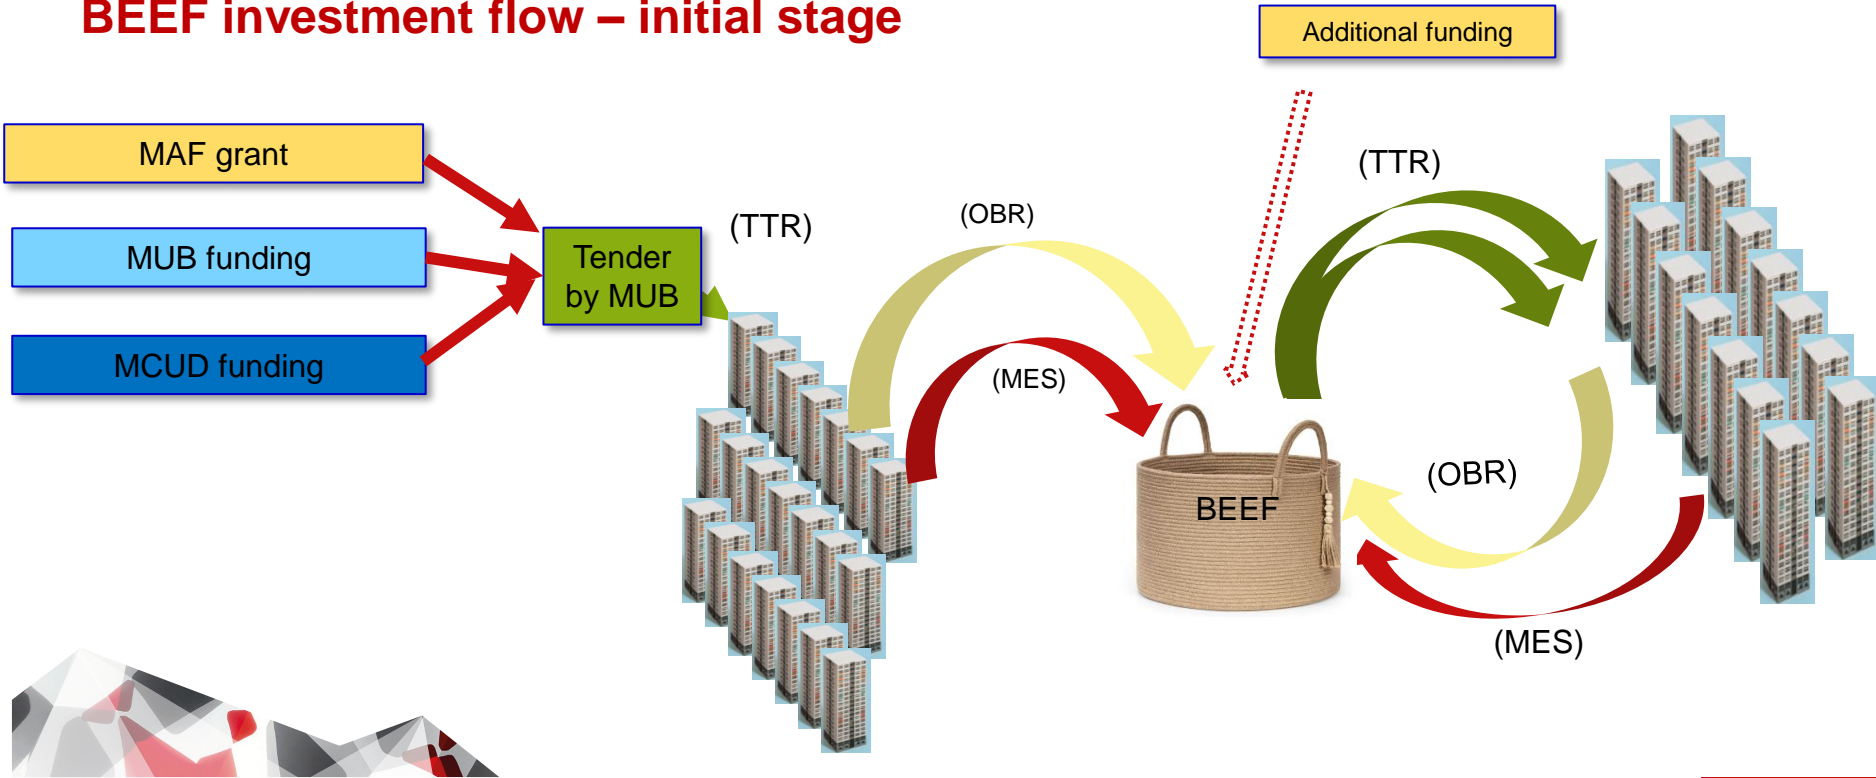 BEEF investment flow – initial stage
Additional funding
MAF grant
MUB funding
MCUD funding
Tender
by MUB
(TTR)
(OBR)
(MES)
BEEF
(TTR)
(OBR)
(MES)